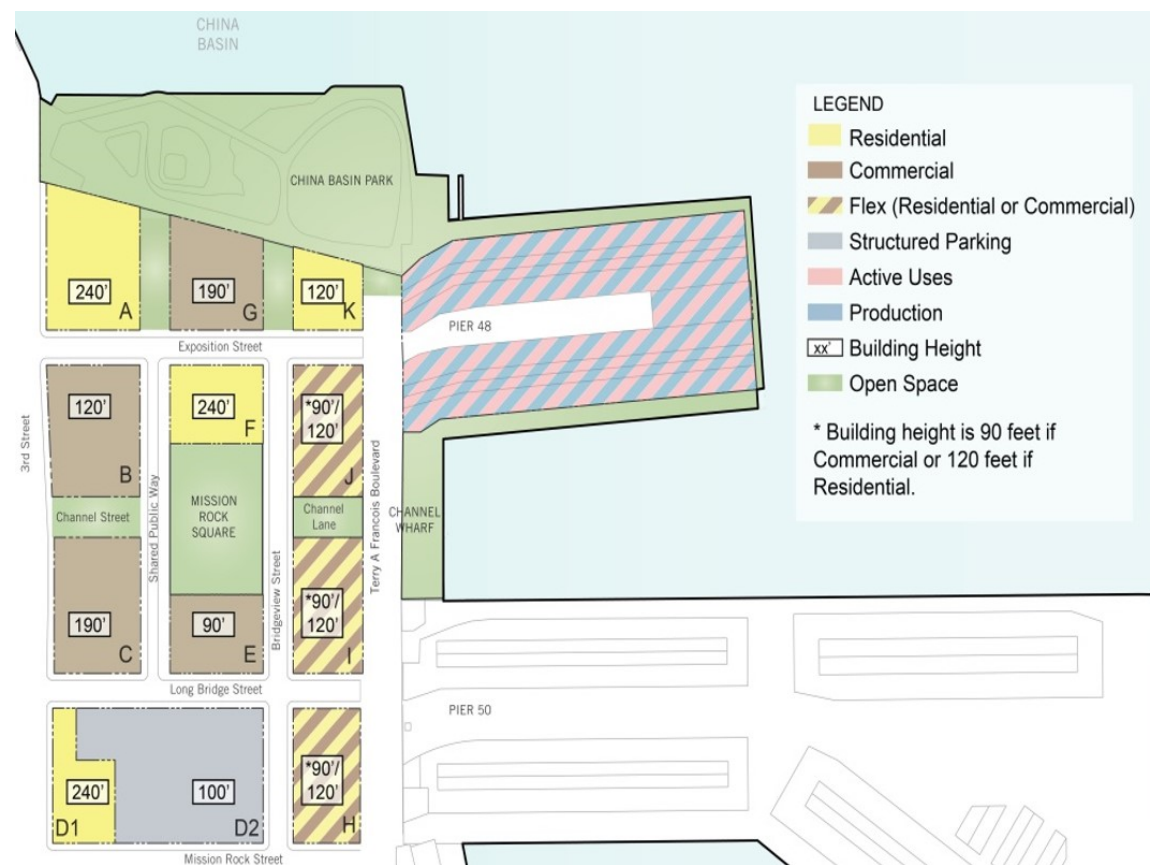 CHINA
BASIN
LEGEND
Residential
Commercial
Flex (Residential or Commercial)
Structured Parking
Active Uses
Production
xx' Building Height
Open Space
* Building height is 90 feet if
Commercial or 120 feet if
Residential.
CHINA BASIN PARK
240'
A
190'
G
120'
K
PIER 48
Exposition Street
3rd Street
120'
B
Channel Street
190'
C
Shared Public Way
240'
F
MISSION
ROCK
SQUARE
90'
E
Bridgeview Street
*90'/
120'
J
Channel
Lane
*90'/
120'
I
Terry A Francois Boulevard
CHANNEL
WHARF
Long Bridge Street
PIER 50
240'
D1
100'
D2
*90'/
120'
H
Mission Rock Street